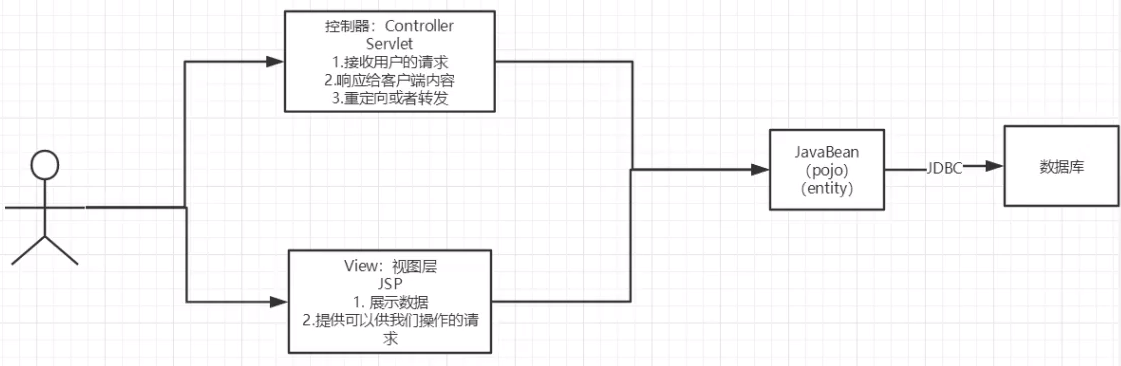 控制器：Controller
Servlet
1.接收用户的请求
2.响应给客户端内容
3.重定向或者转发
JavaBean
（pojo）
（entity）
JDBC
数据库
View：视图层
JSP
1. 展示数据
2.提供可以供我们操作的请
求